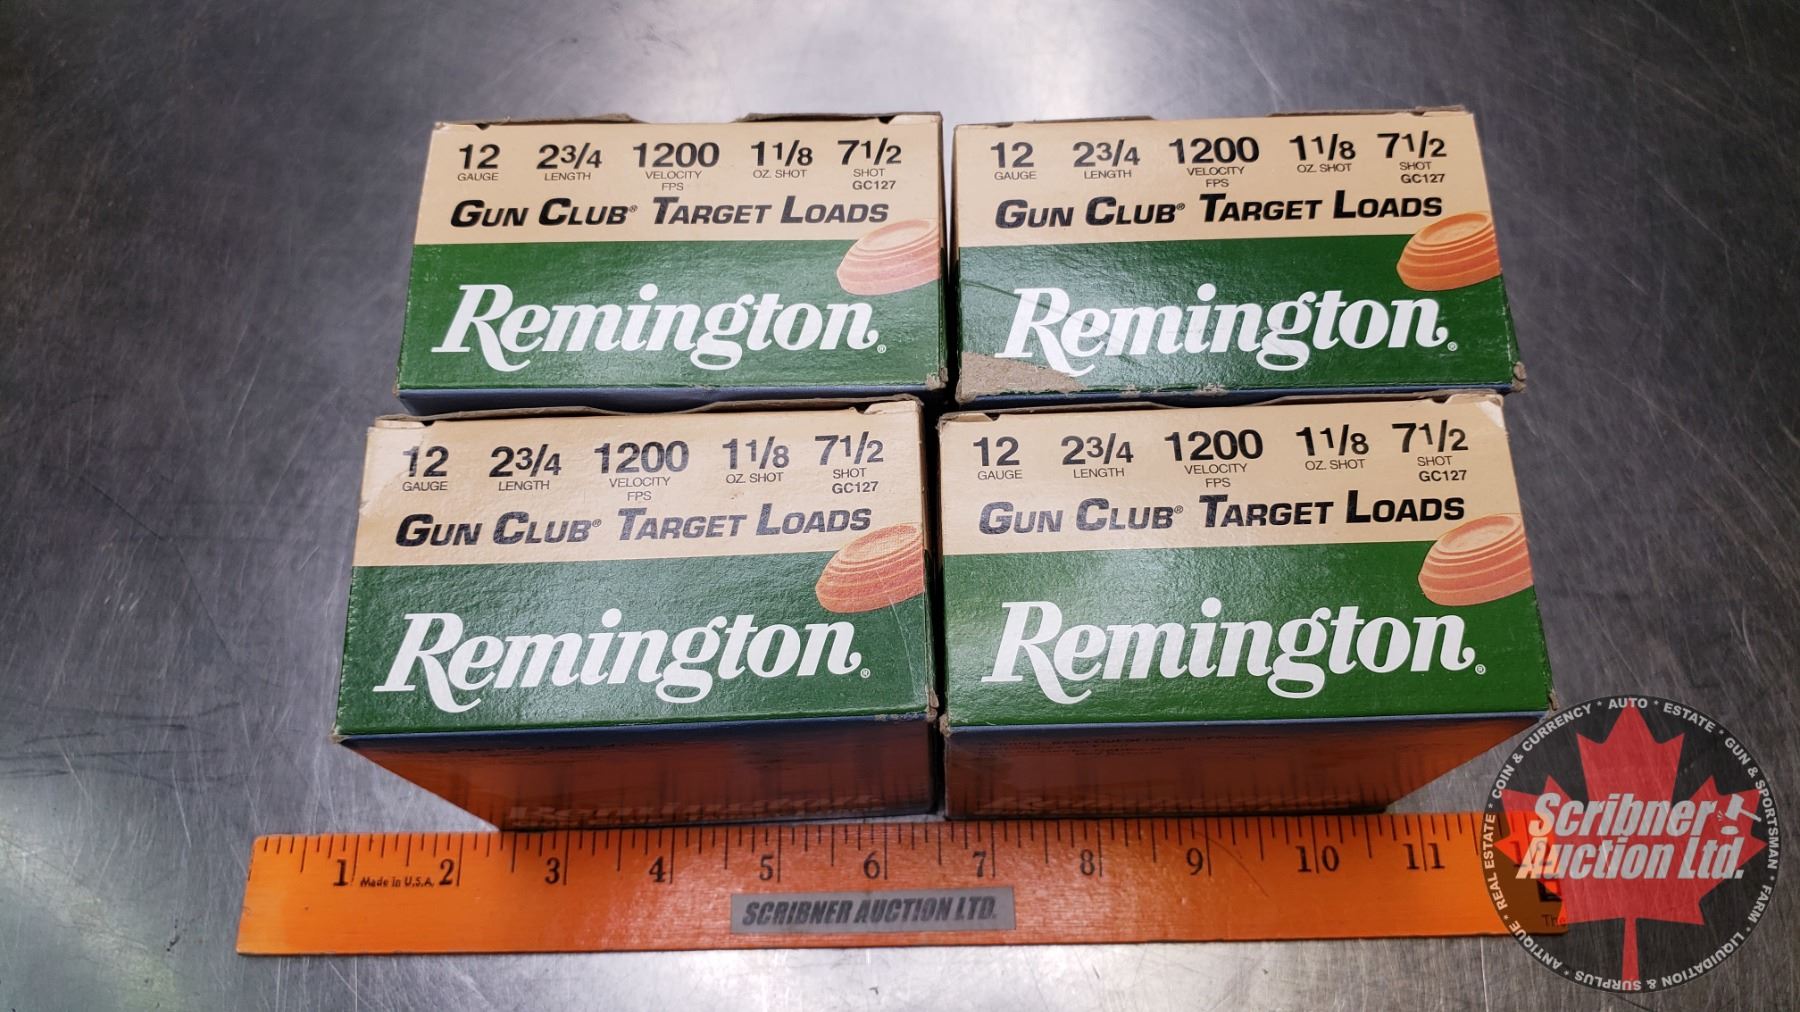 12 2 3/4 1200 1 1/8 7 1/2
GAUGE LENGTH VELOCITY OZ. SHOT SHOT
FPS GC127
GUN CLUB® TARGET LOADS
Remington®
12 2 3/4 1200 1 1/8 7 1/2
GAUGE LENGTH VELOCITY OZ. SHOT SHOT
FPS GC127
GUN CLUB® TARGET LOADS
Remington®
12 2 3/4 1200 1 1/8 7 1/2
GAUGE LENGTH VELOCITY OZ. SHOT SHOT
FPS GC127
GUN CLUB® TARGET LOADS
Remington®
12 2 3/4 1200 1 1/8 7 1/2
GAUGE LENGTH VELOCITY OZ. SHOT SHOT
FPS GC127
GUN CLUB® TARGET LOADS
Remington®
1 2 3 4 5 6 7 8 9 10 11
Made in U.S.A.
SCRIBNER AUCTION LTD.
Scribner
Auction Ltd.
ANTIQUE * REAL ESTATE * COIN & CURRENCY * AUTO * ESTATE * GUN & SPORTSMAN * FARM * LIQUIDATION & SURPLUS *